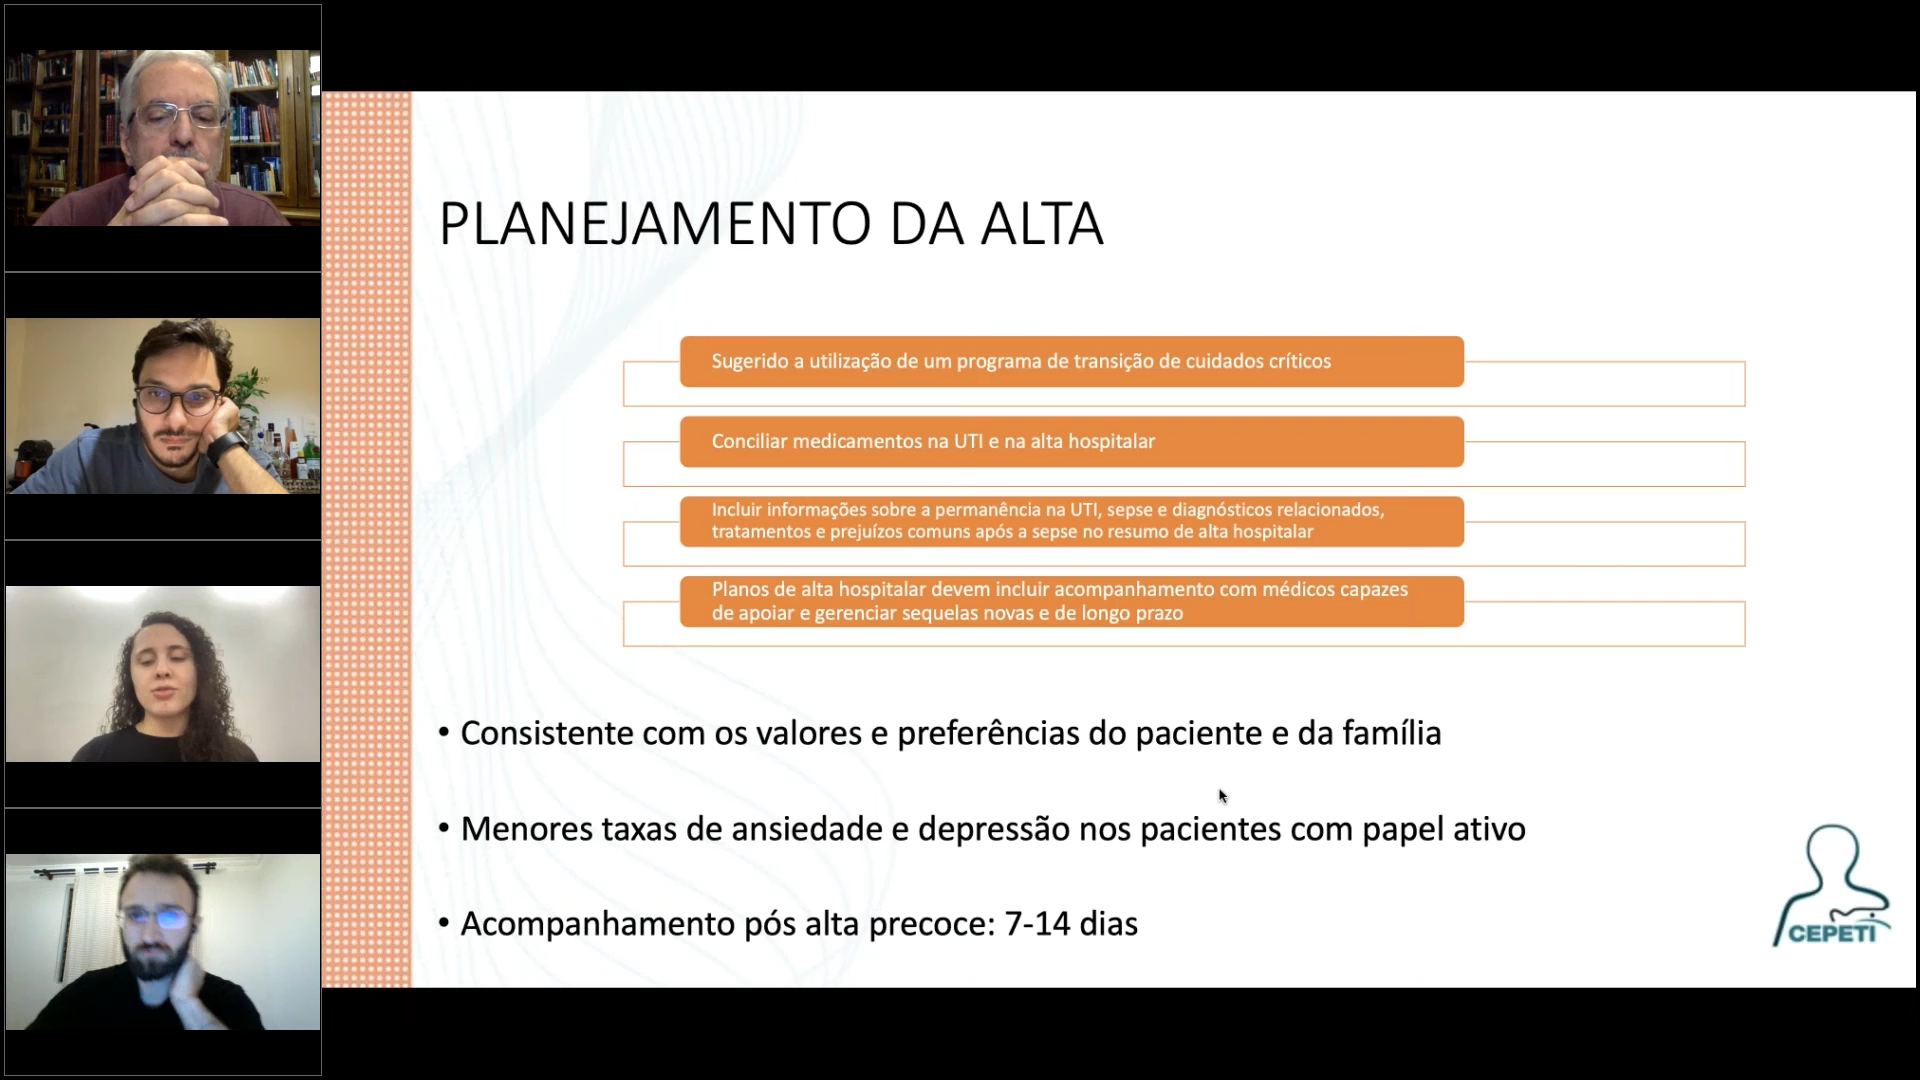 PLANEJAMENTO DA ALTA
Sugerido a utilização de um programa de transição de cuidados críticos
Conciliar medicamentos na UTI e na alta hospitalar
Incluir informações sobre a permanência na UTI, sepse e diagnósticos relacionados,
tratamentos e prejuízos comuns após a sepse no resumo de alta hospitalar
Planos de alta hospitalar devem incluir acompanhamento com médicos capazes
de apoiar e gerenciar sequelas novas e de longo prazo
• Consistente com os valores e preferências do paciente e da família
• Menores taxas de ansiedade e depressão nos pacientes com papel ativo
• Acompanhamento pós alta precoce: 7-14 dias
CEPETI